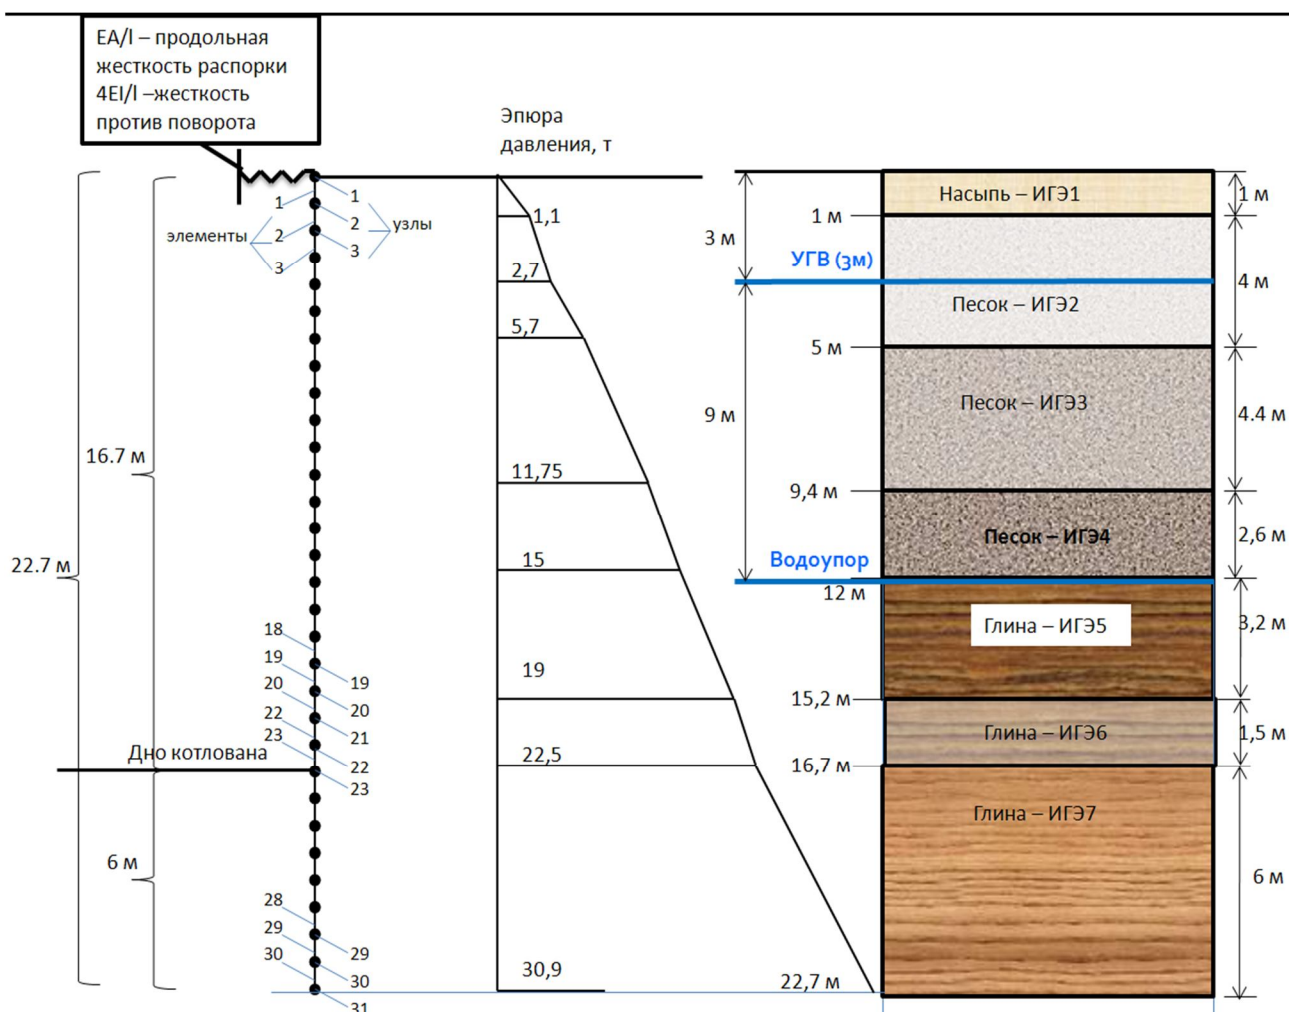 EA/l – продольная
жесткость распорки
4EI/l –жесткость
против поворота
Эпюра
давления, т
1
2
3
элементы
1
2
3
узлы
1,1
2,7
5,7
11,75
15
19
22,5
30,9
16.7 м
22.7 м
6 м
18
19
20
22
23
19
20
21
22
23
Дно котлована
28
29
30
29
30
31
3 м
9 м
1 м
УГВ (3м)
5 м
9,4 м
Водоупор
12 м
15,2 м
16,7 м
22,7 м
Насыпь – ИГЭ1
Песок – ИГЭ2
Песок – ИГЭ3
Песок – ИГЭ4
Глина – ИГЭ5
Глина – ИГЭ6
Глина – ИГЭ7
1 м
4 м
4.4 м
2,6 м
3,2 м
1,5 м
6 м